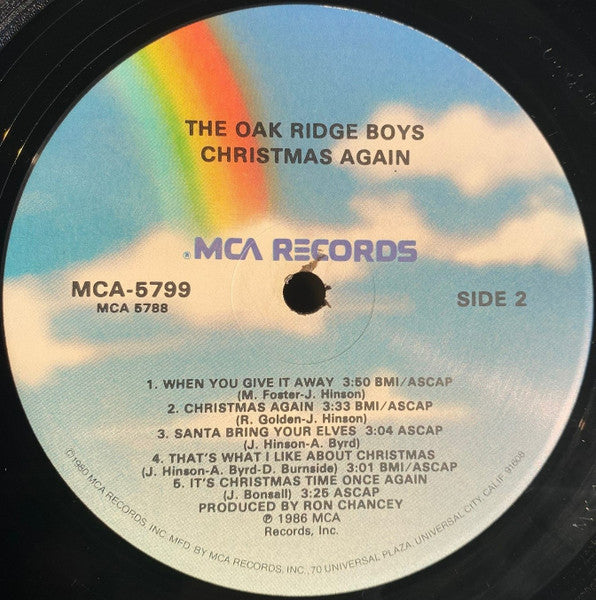 THE OAK RIDGE BOYS
CHRISTMAS AGAIN
® MCA RECORDS
MCA-5799
MCA 5788
SIDE 2
1. WHEN YOU GIVE IT AWAY 3:50 BMI/ASCAP
(M. Foster-J. Hinson)
2. CHRISTMAS AGAIN 3:33 BMI/ASCAP
(R. Golden-J. Hinson)
3. SANTA BRING YOUR ELVES 3:04 ASCAP
(J. Hinson-A. Byrd)
4. THAT'S WHAT I LIKE ABOUT CHRISTMAS
(J. Hinson-A. Byrd-D. Burnside) 3:01 BMI/ASCAP
5. IT'S CHRISTMAS TIME ONCE AGAIN
(J. Bonsall) 3:25 ASCAP
PRODUCED BY RON CHANCEY
℗ 1986 MCA
Records, Inc.
©1980 MCA RECORDS, INC. MFD. BY MCA RECORDS, INC., 70 UNIVERSAL PLAZA, UNIVERSAL CITY, CALIF. 91608